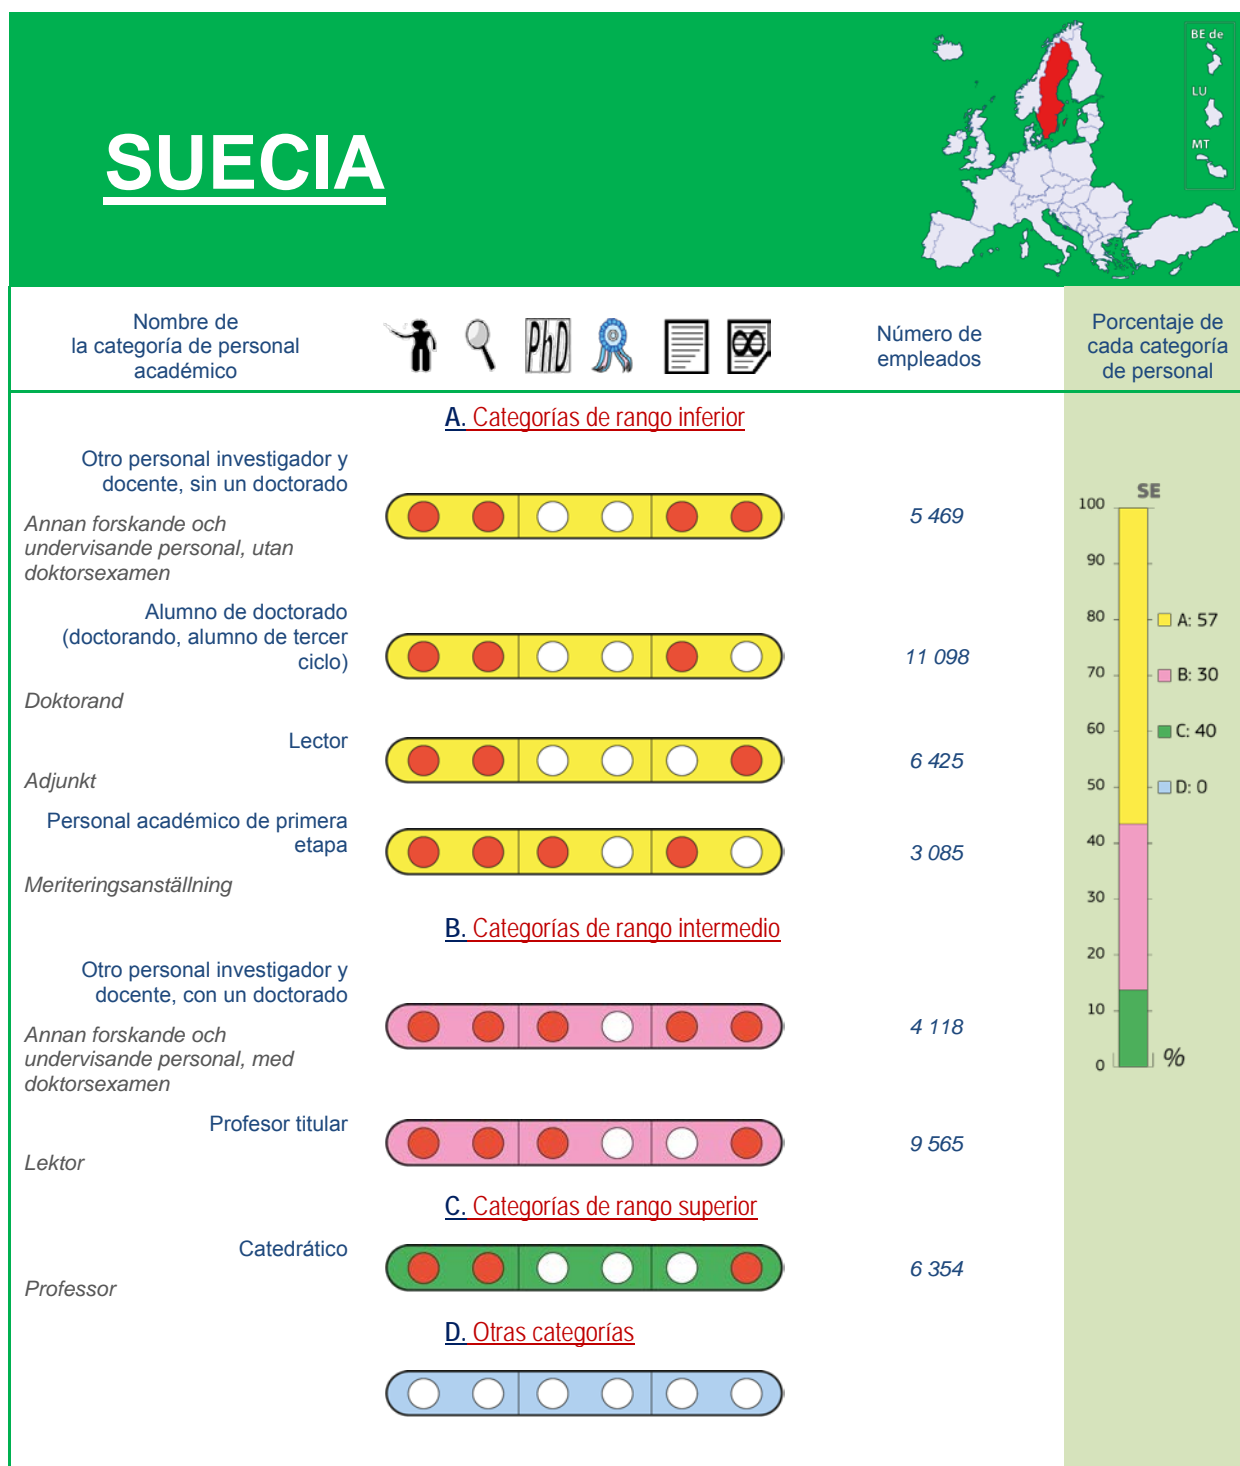 SUECIA
BE de
LU
MT
Nombre de
la categoría de personal
académico
PhD
Número de
empleados
Porcentaje de
cada categoría
de personal
A. Categorías de rango inferior
Otro personal investigador y
docente, sin un doctorado
Annan forskande och
undervisande personal, utan
doktorsexamen
5 469
Alumno de doctorado
(doctorando, alumno de tercer
ciclo)
Doktorand
11 098
Lector
Adjunkt
6 425
Personal académico de primera
etapa
Meriteringsanställning
3 085
B. Categorías de rango intermedio
Otro personal investigador y
docente, con un doctorado
Annan forskande och
undervisande personal, med
doktorsexamen
4 118
Profesor titular
Lektor
9 565
C. Categorías de rango superior
Catedrático
Professor
6 354
D. Otras categorías
SE
100
90
80
70
60
50
40
30
20
10
0
%
A: 57
B: 30
C: 40
D: 0